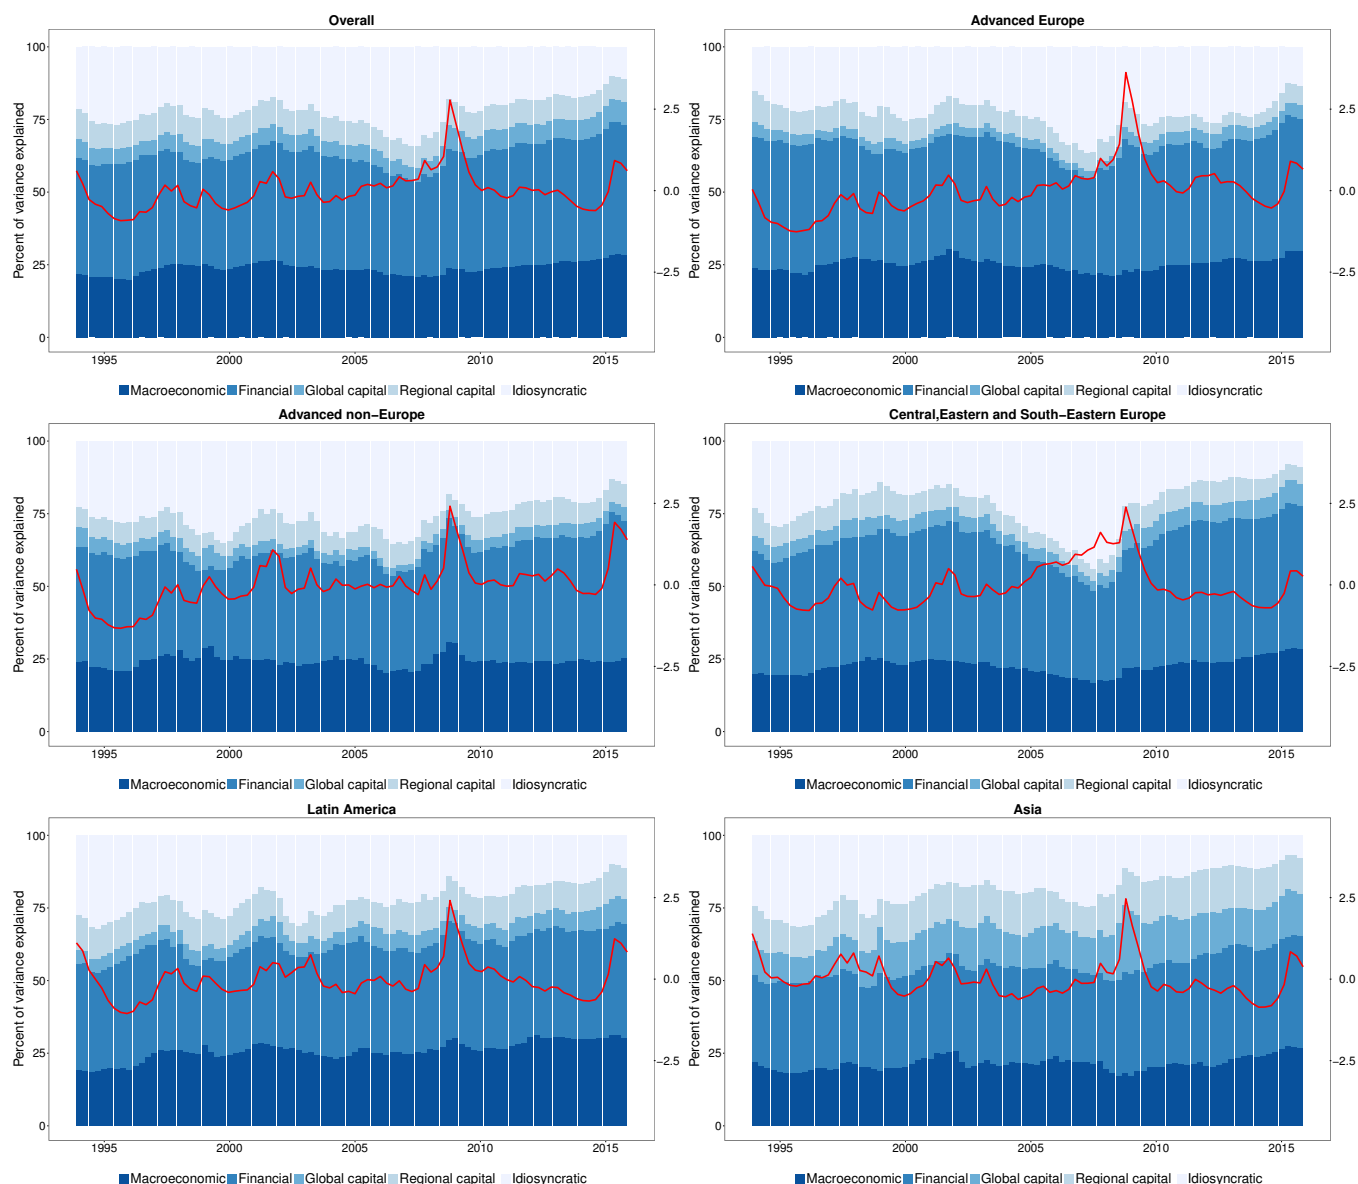 Overall
Percent of variance explained
100
75
50
25
0
2.5
0.0
−2.5
1995 2000 2005 2010 2015
Macroeconomic Financial Global capital Regional capital Idiosyncratic
Advanced Europe
Percent of variance explained
100
75
50
25
0
2.5
0.0
−2.5
1995 2000 2005 2010 2015
Macroeconomic Financial Global capital Regional capital Idiosyncratic
Advanced non−Europe
Percent of variance explained
100
75
50
25
0
2.5
0.0
−2.5
1995 2000 2005 2010 2015
Macroeconomic Financial Global capital Regional capital Idiosyncratic
Central,Eastern and South−Eastern Europe
Percent of variance explained
100
75
50
25
0
2.5
0.0
−2.5
1995 2000 2005 2010 2015
Macroeconomic Financial Global capital Regional capital Idiosyncratic
Latin America
Percent of variance explained
100
75
50
25
0
2.5
0.0
−2.5
1995 2000 2005 2010 2015
Macroeconomic Financial Global capital Regional capital Idiosyncratic
Asia
Percent of variance explained
100
75
50
25
0
2.5
0.0
−2.5
1995 2000 2005 2010 2015
Macroeconomic Financial Global capital Regional capital Idiosyncratic